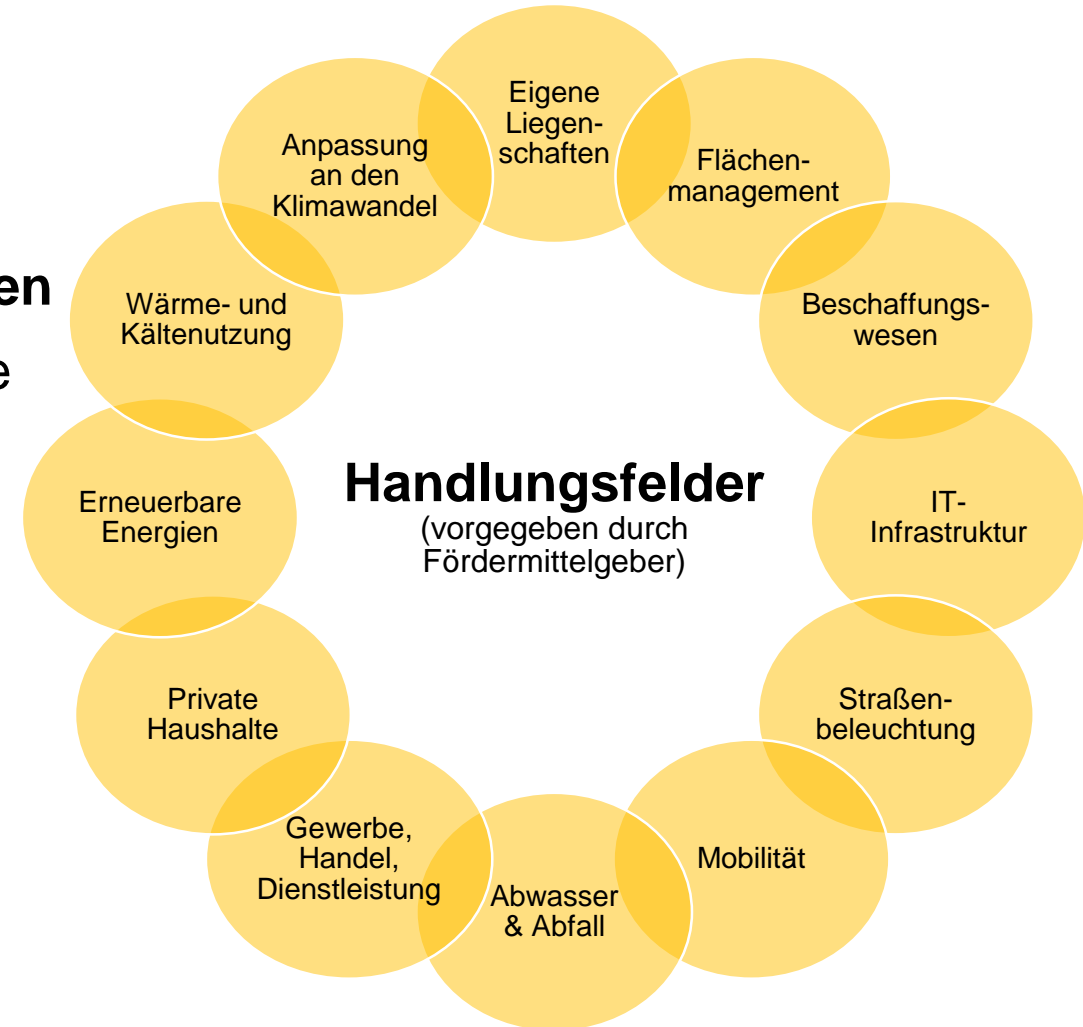 Eigene
Liegen-
schaften
Flächen-
management
Beschaffungs-
wesen
IT-
Infrastruktur
Straßen-
beleuchtung
Mobilität
Abwasser
& Abfall
Gewerbe,
Handel,
Dienstleistung
Private
Haushalte
Erneuerbare
Energien
Wärme- und
Kältenutzung
Anpassung
an den
Klimawandel
Handlungsfelder
(vorgegeben durch
Fördermittelgeber)
en
e